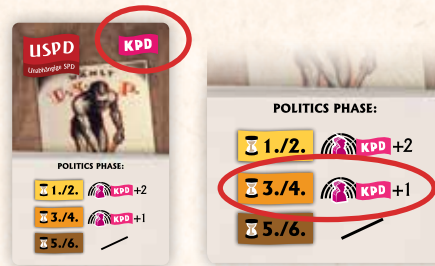 USPD
Unabhängige SPD
KPD
POLITICS PHASE:
1./2. KPD +2
3./4. KPD +1
5./6.
POLITICS PHASE:
1./2. KPD +2
3./4. KPD +1
5./6.